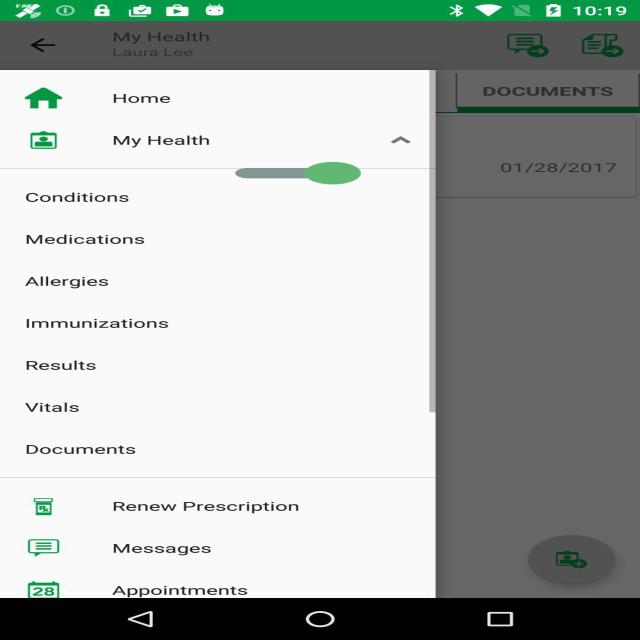 10:19
My Health
Laura Lee
DOCUMENTS
Home
My Health
01/28/2017
Conditions
Medications
Allergies
Immunizations
Results
Vitals
Documents
Renew Prescription
Messages
28
Appointments